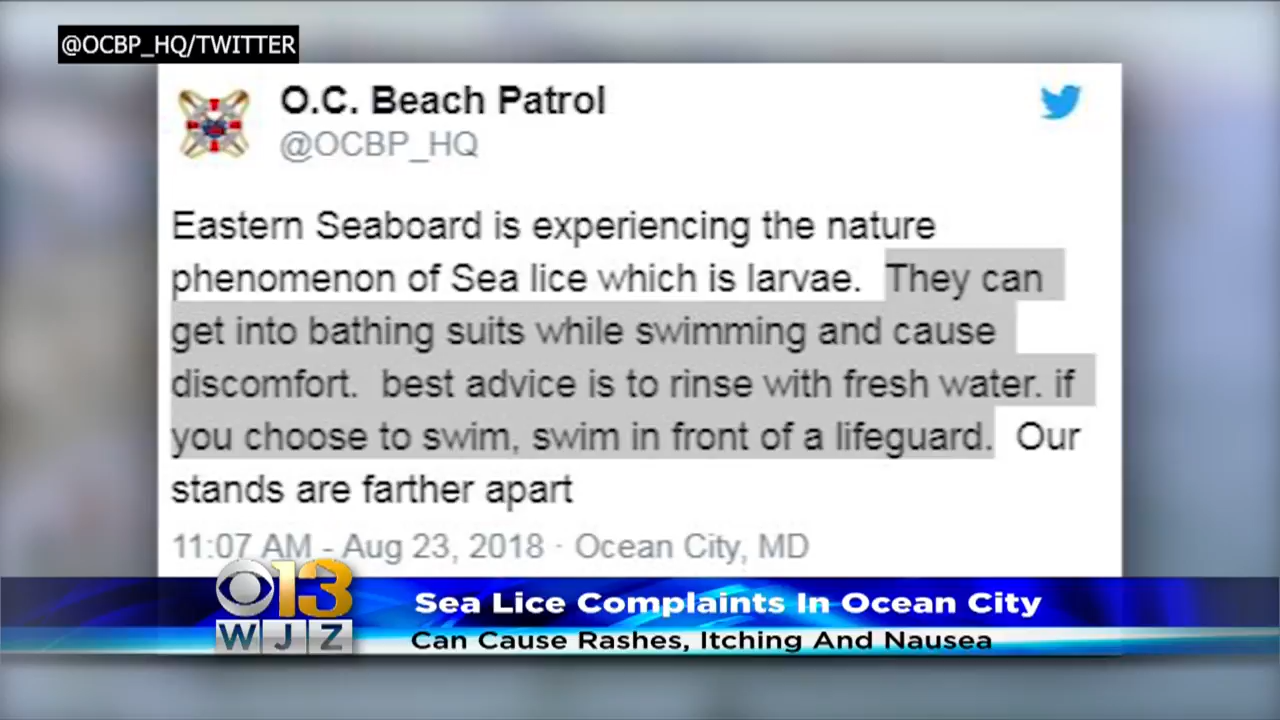 @OCBP_HQ/TWITTER
O.C. Beach Patrol
@OCBP_HQ
Eastern Seaboard is experiencing the nature
phenomenon of Sea lice which is larvae. They can
get into bathing suits while swimming and cause
discomfort. best advice is to rinse with fresh water. if
you choose to swim, swim in front of a lifeguard. Our
stands are farther apart
11:07 AM - Aug 23, 2018 · Ocean City, MD
13
WJZ
Sea Lice Complaints In Ocean City
Can Cause Rashes, Itching And Nausea